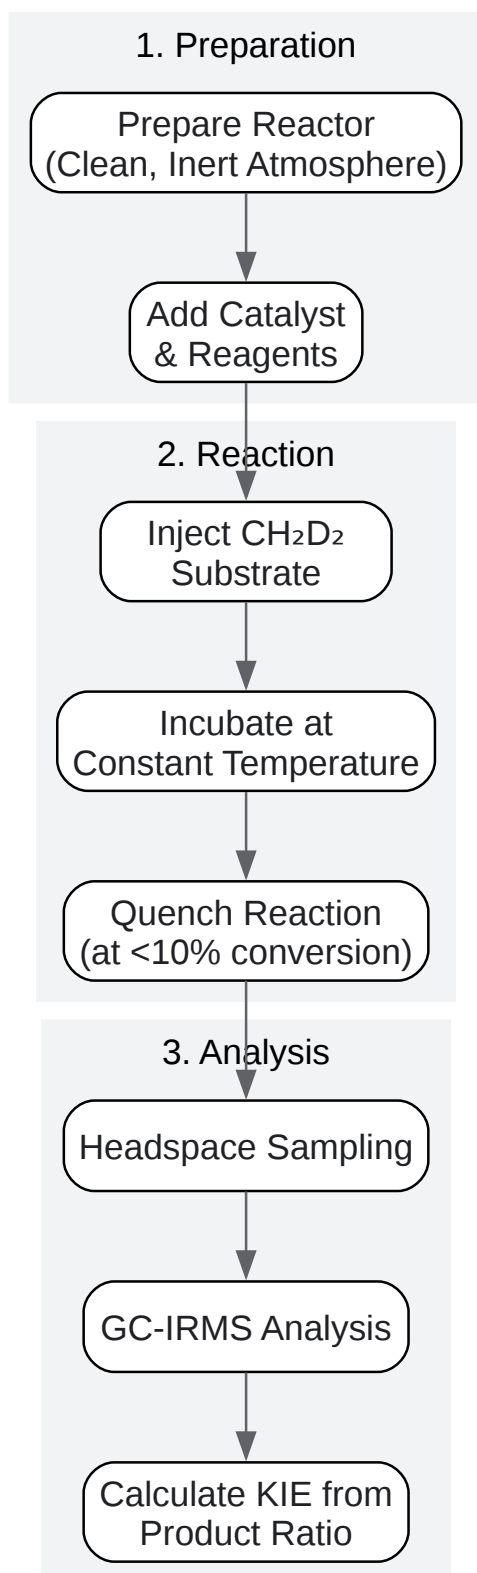 1. Preparation
Prepare Reactor
(Clean, Inert Atmosphere)
Add Catalyst
& Reagents
2. Reaction
Inject CH₂D₂
Substrate
Incubate at
Constant Temperature
Quench Reaction
(at <10% conversion)
3. Analysis
Headspace Sampling
GC-IRMS Analysis
Calculate KIE from
Product Ratio